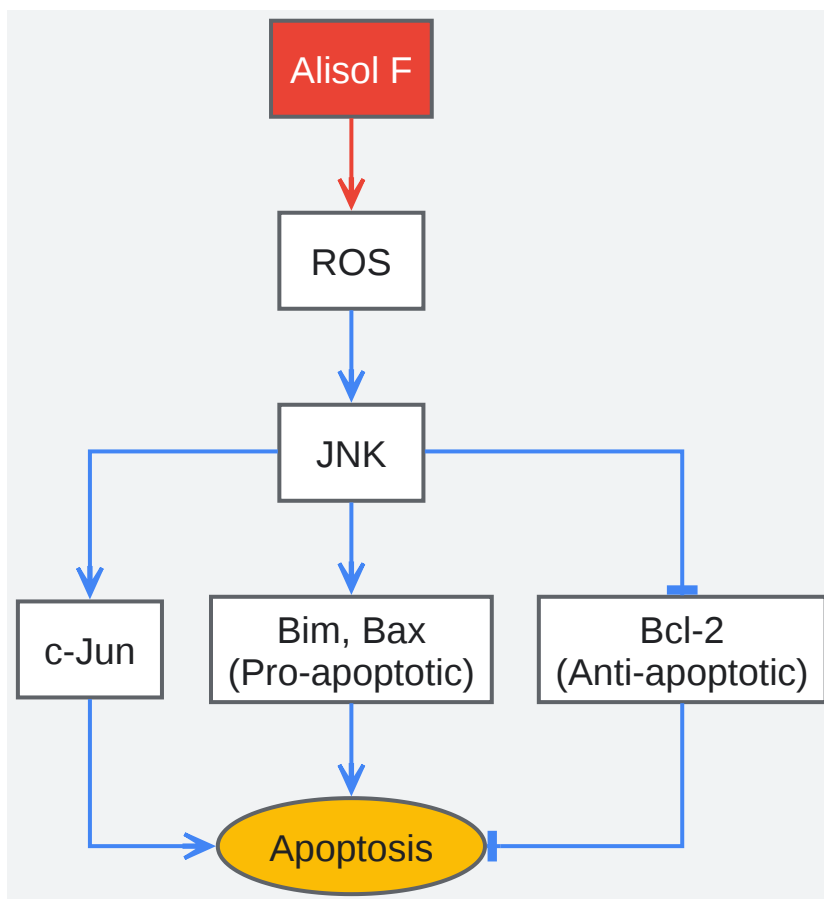 Alisol F
ROS
JNK
c-Jun
Bim, Bax
(Pro-apoptotic)
Bcl-2
(Anti-apoptotic)
Apoptosis